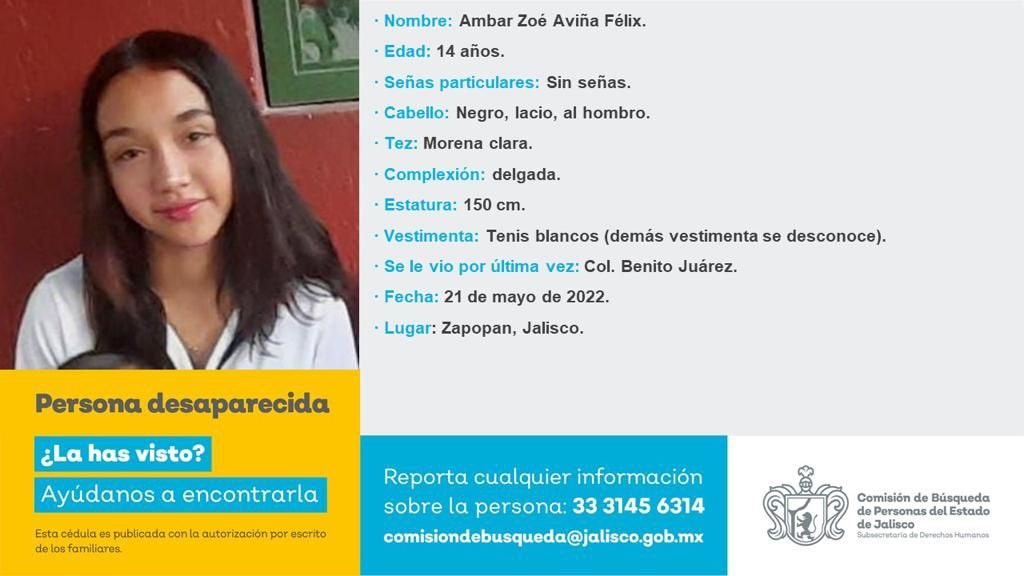 · Nombre: Ambar Zoé Aviña Félix.
· Edad: 14 años.
· Señas particulares: Sin señas.
· Cabello: Negro, lacio, al hombro.
· Tez: Morena clara.
· Complexión: delgada.
· Estatura: 150 cm.
· Vestimenta: Tenis blancos (demás vestimenta se desconoce).
· Se le vio por última vez: Col. Benito Juárez.
· Fecha: 21 de mayo de 2022.
· Lugar: Zapopan, Jalisco.
Persona desaparecida
¿La has visto?
Ayúdanos a encontrarla
Esta cédula es publicada con la autorización por escrito
de los familiares.
Reporta cualquier información
sobre la persona: 33 3145 6314
comisiondebusqueda@jalisco.gob.mx
Comisión de Búsqueda
de Personas del Estado
de Jalisco
Subsecretaría de Derechos Humanos